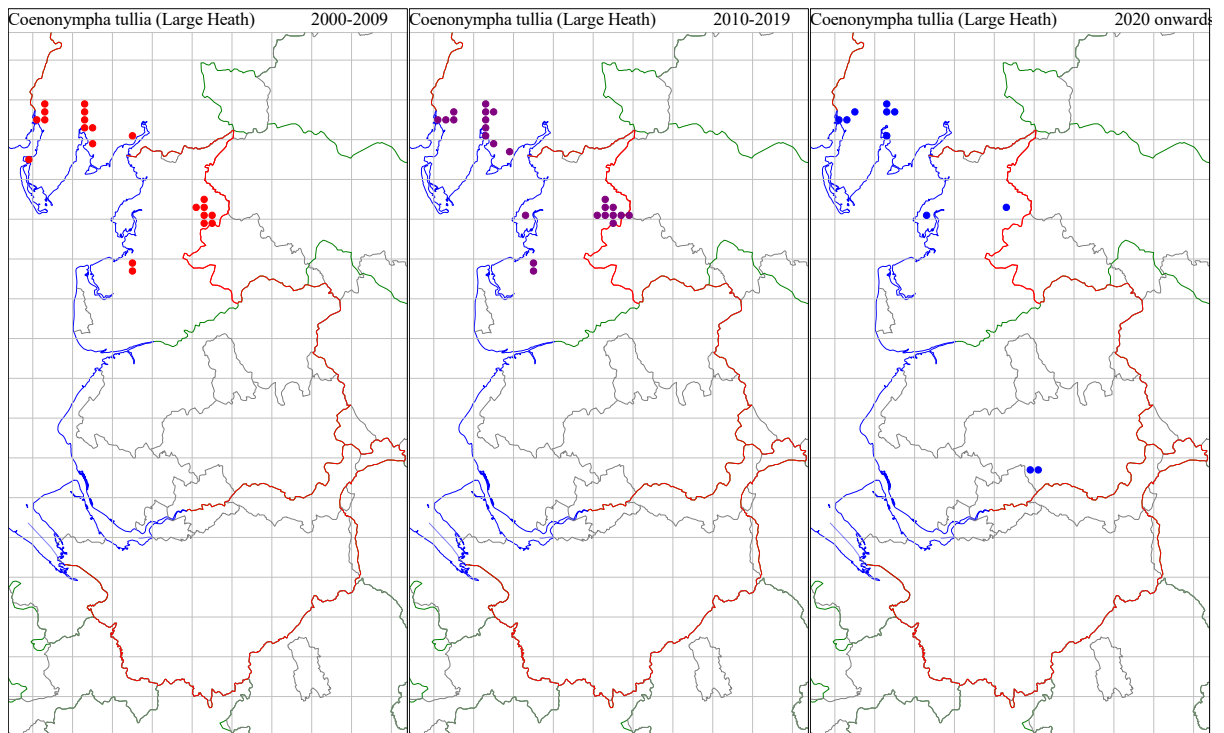 Coenonympha tullia (Large Heath) 2000-2009
Coenonympha tullia (Large Heath) 2010-2019
Coenonympha tullia (Large Heath) 2020 onwards